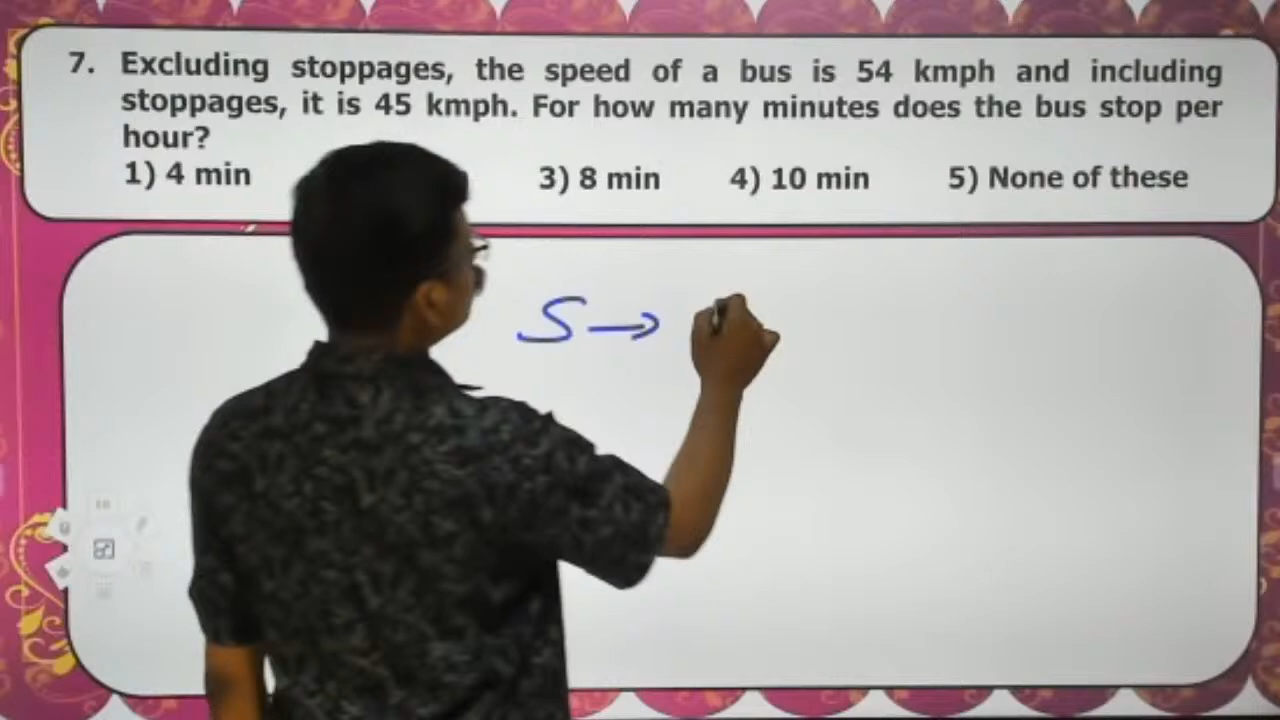 7. Excluding stoppages, the speed of a bus is 54 kmph and including
stoppages, it is 45 kmph. For how many minutes does the bus stop per
hour?
1) 4 min 3) 8 min 4) 10 min 5) None of these
S →